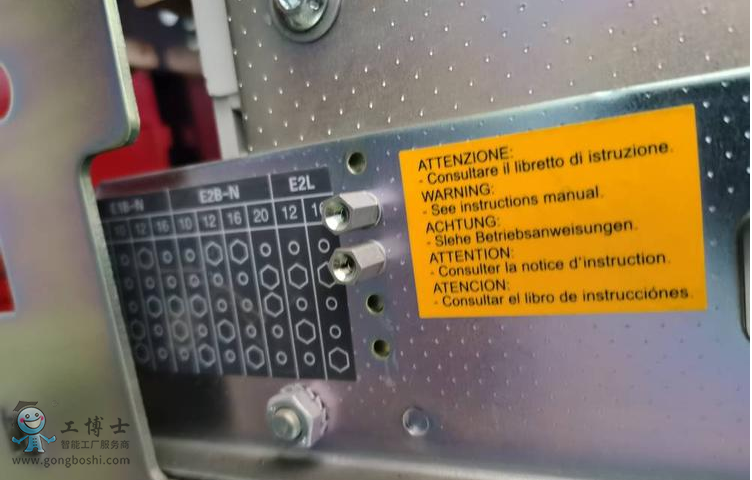 E1B-N E2B-N E2L
10 12 16 10 12 16 20 12
ATTENZIONE:
- Consultare il libretto di istruzione.
WARNING:
- See instructions manual.
ACHTUNG:
- Slehe Betriebsanweisungen.
ATTENTION:
- Consulter la notice d'instruction.
ATENCION:
- Consultar el libro de instrucciónes.
工博士
智能工厂服务商
www.gongboshi.com